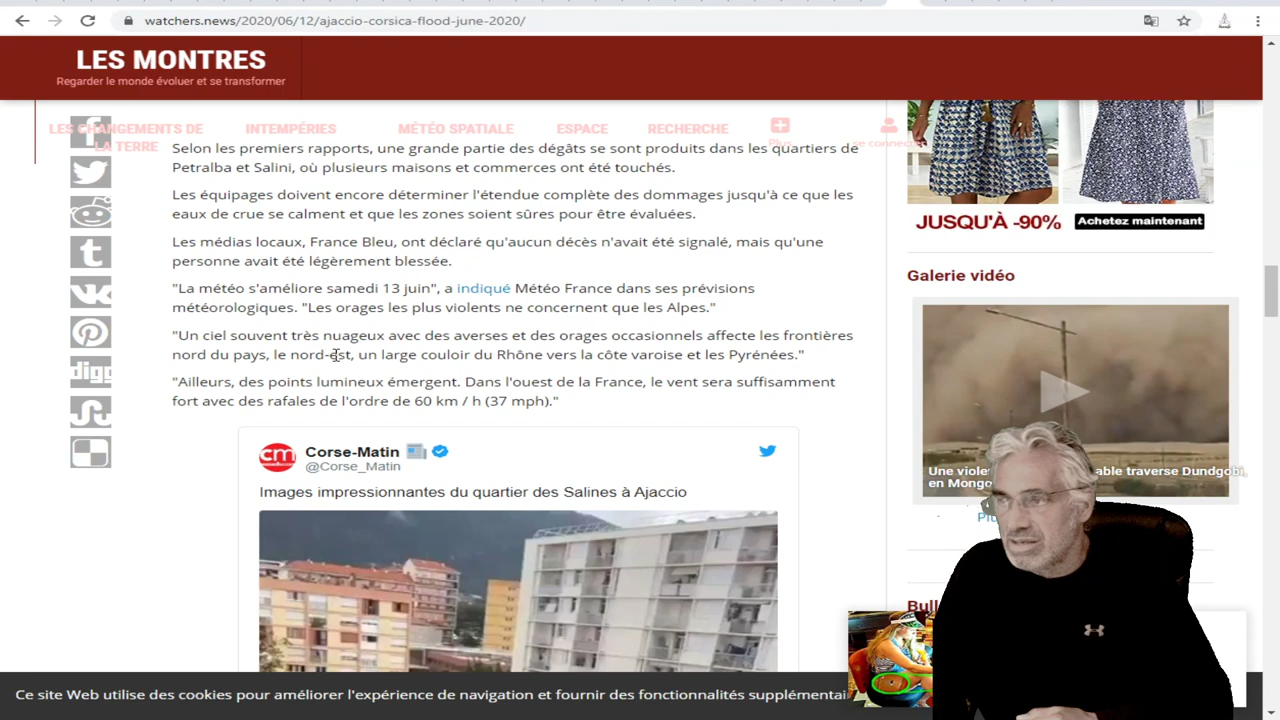 watchers.news/2020/06/12/ajaccio-corsica-flood-june-2020/
LES MONTRES
Regarder le monde évoluer et se transformer
LES CHANGEMENTS DE LA TERRE
INTEMPÉRIES
MÉTÉO SPATIALE
ESPACE
RECHERCHE
Plus
se connecter
Selon les premiers rapports, une grande partie des dégâts se sont produits dans les quartiers de
Petralba et Salini, où plusieurs maisons et commerces ont été touchés.
Les équipages doivent encore déterminer l'étendue complète des dommages jusqu'à ce que les
eaux de crue se calment et que les zones soient sûres pour être évaluées.
Les médias locaux, France Bleu, ont déclaré qu'aucun décès n'avait été signalé, mais qu'une
personne avait été légèrement blessée.
"La météo s'améliore samedi 13 juin", a indiqué Météo France dans ses prévisions
météorologiques. "Les orages les plus violents ne concernent que les Alpes."
"Un ciel souvent très nuageux avec des averses et des orages occasionnels affecte les frontières
nord du pays, le nord-est, un large couloir du Rhône vers la côte varoise et les Pyrénées."
"Ailleurs, des points lumineux émergent. Dans l'ouest de la France, le vent sera suffisamment
fort avec des rafales de l'ordre de 60 km / h (37 mph)."
Corse-Matin
@Corse_Matin
Images impressionnantes du quartier des Salines à Ajaccio
digg
JUSQU'À -90%
Achetez maintenant
Galerie vidéo
Une able traverse Dundgobi,
en Mongo
Ce site Web utilise des cookies pour améliorer l'expérience de navigation et fournir des fonctionnalités